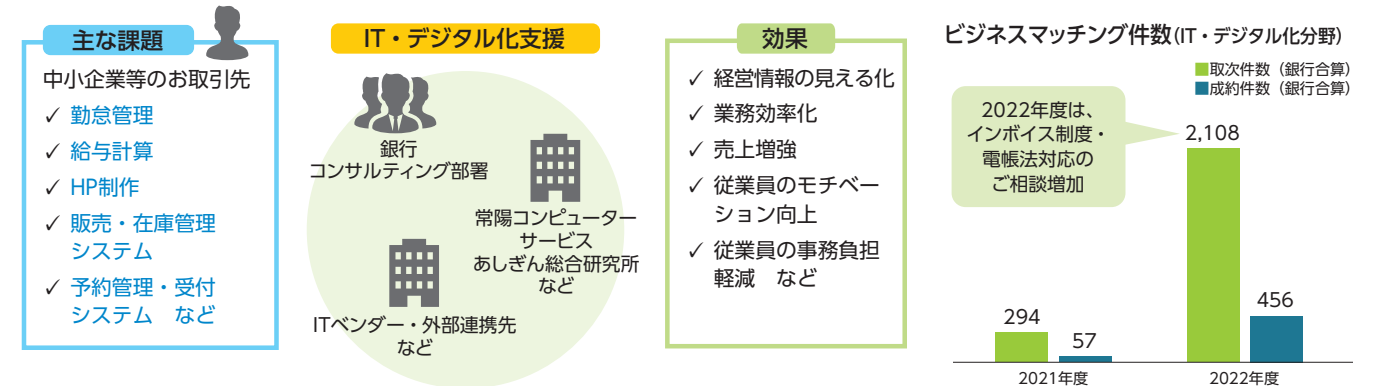 主な課題
中小企業等のお取引先
✓ 勤怠管理
✓ 給与計算
✓ HP制作
✓ 販売・在庫管理
システム
✓ 予約管理・受付
システム　など
IT・デジタル化支援
銀行
コンサルティング部署
常陽コンピューター
サービス
あしぎん総合研究所
など
ITベンダー・外部連携先
など
効果
✓ 経営情報の見える化
✓ 業務効率化
✓ 売上増強
✓ 従業員のモチベー
ション向上
✓ 従業員の事務負担
軽減　など
ビジネスマッチング件数(IT・デジタル化分野)
■取次件数（銀行合算）
■成約件数（銀行合算）
2022年度は、
インボイス制度・
電帳法対応の
ご相談増加
2,108
456
294
57
2021年度
2022年度